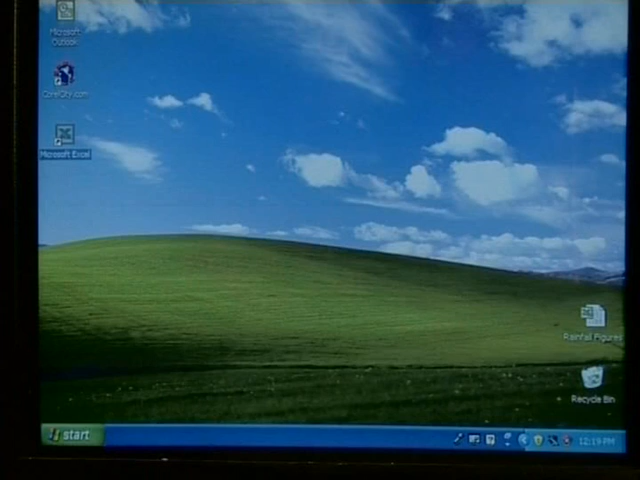 Microsoft
Outlook
CorelCity.com
Microsoft Excel
Rainfall Figures
Recycle Bin
start
12:19 PM